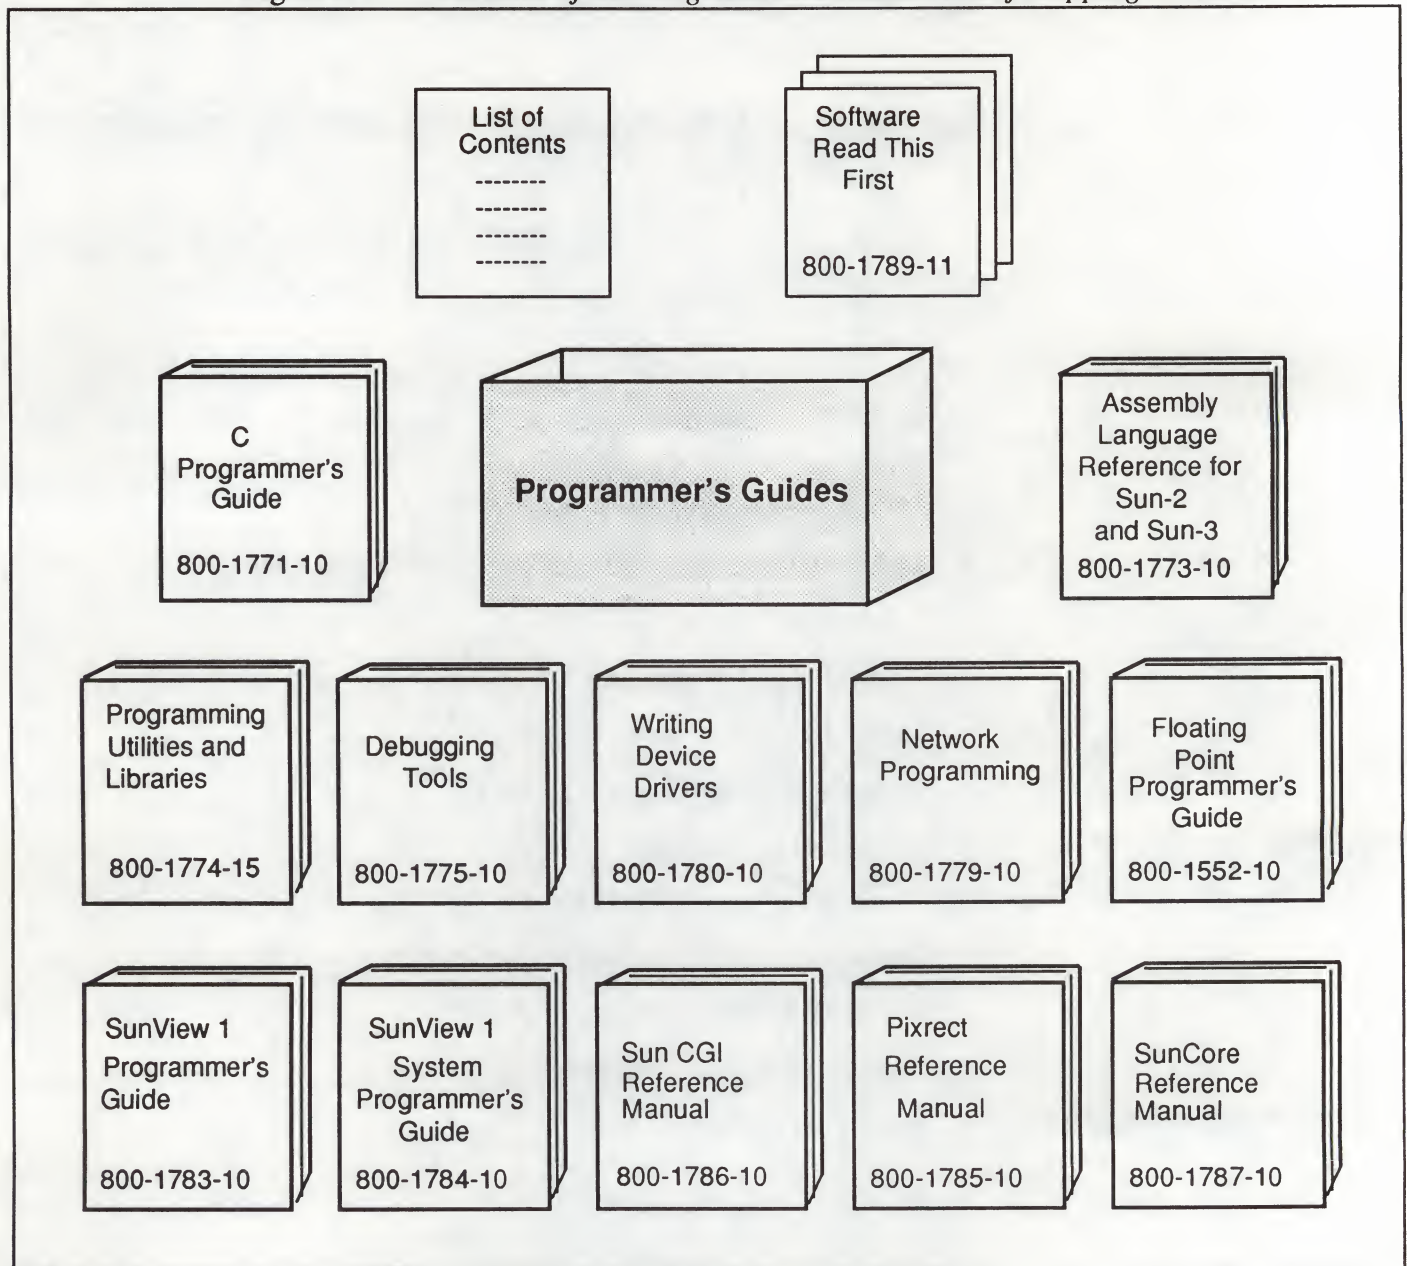 List of
Contents
--------
--------
--------
--------
Software
Read This
First
800-1789-11
C
Programmer's
Guide
800-1771-10
Programmer's Guides
Assembly
Language
Reference for
Sun-2
and Sun-3
800-1773-10
Programming
Utilities and
Libraries
800-1774-15
Debugging
Tools
800-1775-10
Writing
Device
Drivers
800-1780-10
Network
Programming
800-1779-10
Floating
Point
Programmer's
Guide
800-1552-10
SunView 1
Programmer's
Guide
800-1783-10
SunView 1
System
Programmer's
Guide
800-1784-10
Sun CGI
Reference
Manual
800-1786-10
Pixrect
Reference
Manual
800-1785-10
SunCore
Reference
Manual
800-1787-10